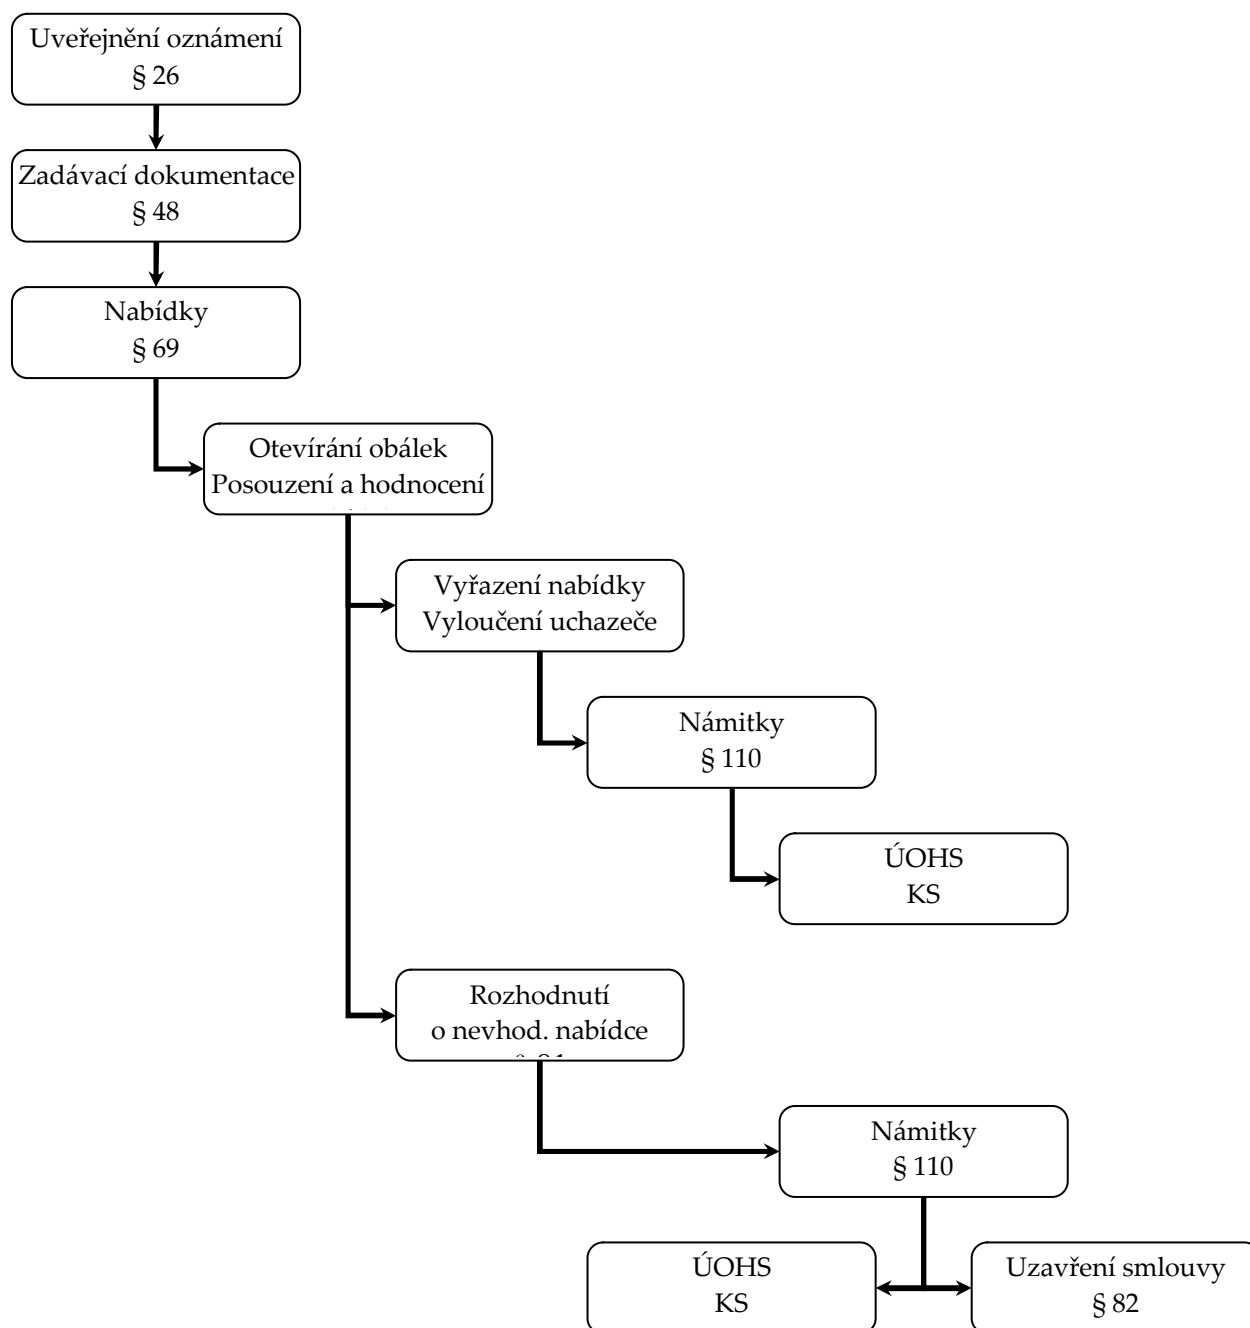 Uveřejnění oznámení
§ 26
Zadávací dokumentace
§ 48
Nabídky
§ 69
Otevírání obálek
Posouzení a hodnocení
Vyřazení nabídky
Vyloučení uchazeče
Námitky
§ 110
ÚOHS
KS
Rozhodnutí
o nevhod. nabídce
Námitky
§ 110
ÚOHS
KS
Uzavření smlouvy
§ 82